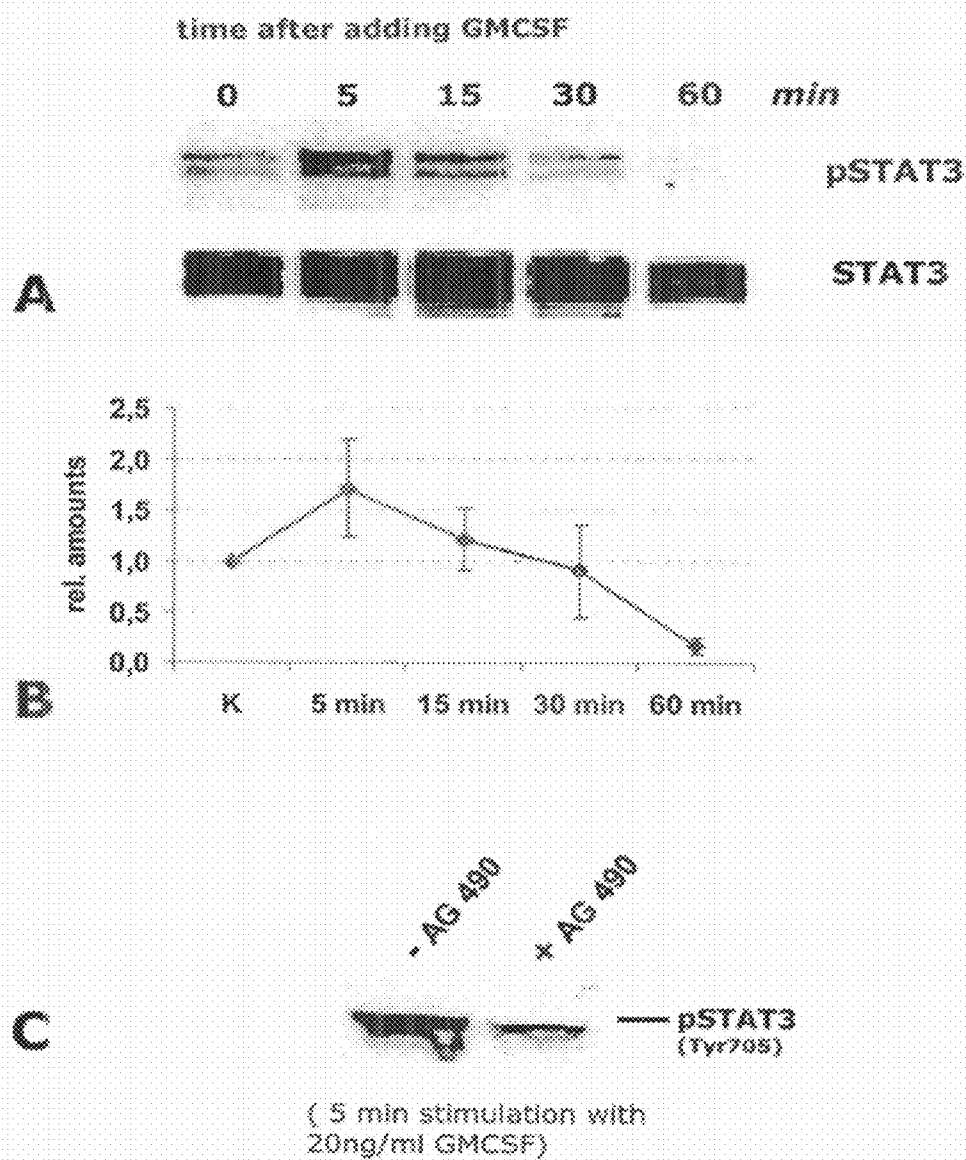 time after adding GMCSF
0 5 15 30 60 min
pSTAT3
STAT3
A
2,5
2,0
1,5
1,0
0,5
0,0
rel. amounts
K 5 min 15 min 30 min 60 min
B
- AG 490
+ AG 490
C
pSTAT3
(Tyr705)
( 5 min stimulation with
20ng/ml GMCSF)